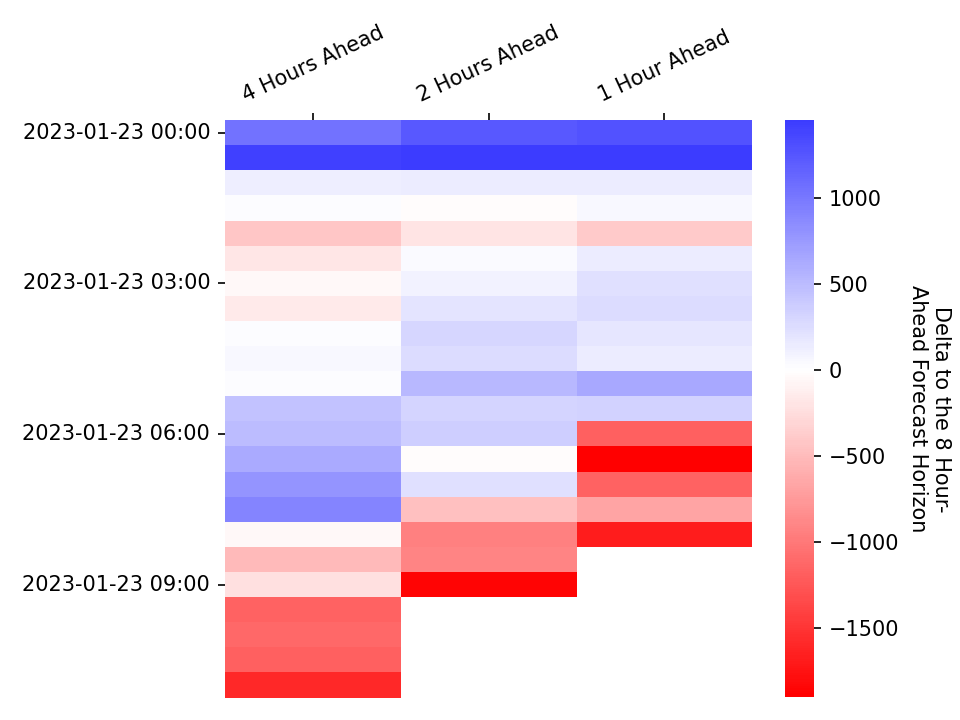 4 Hours Ahead
2 Hours Ahead
1 Hour Ahead
2023-01-23 00:00
2023-01-23 03:00
2023-01-23 06:00
2023-01-23 09:00
1000
500
0
−500
−1000
−1500
Delta to the 8 Hour-
Ahead Forecast Horizon